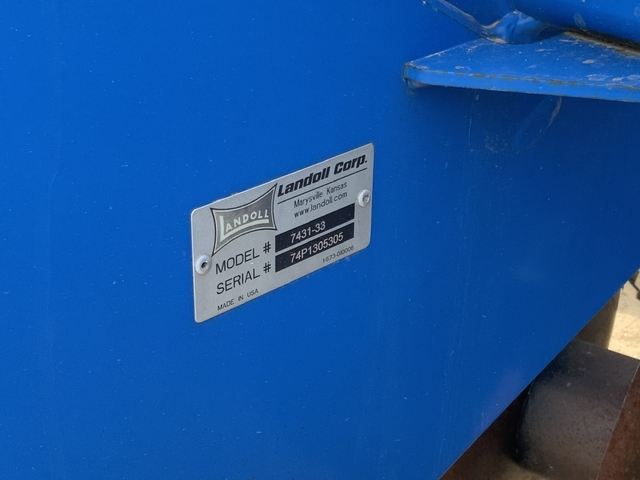 LANDOLL
Landoll Corp.
Marysville Kansas
www.landoll.com
MODEL # 7431-33
SERIAL # 74P1305305
MADE IN USA